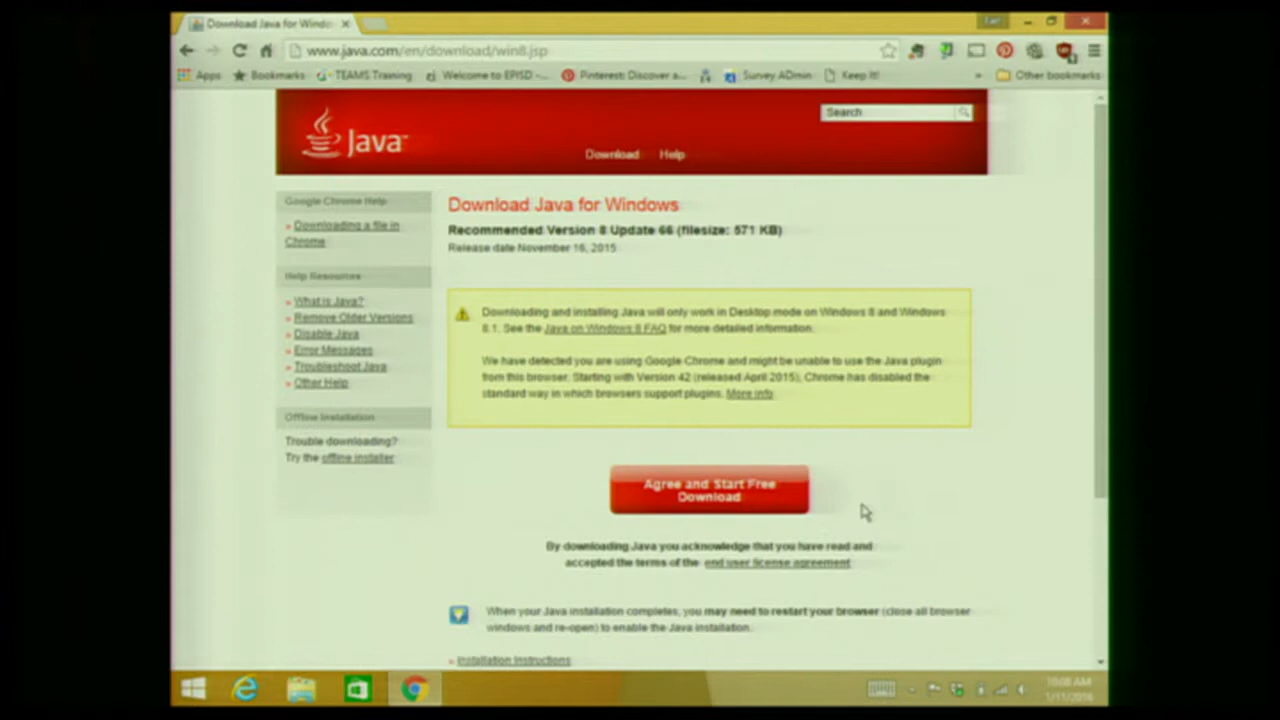 Download Java for Windo
www.java.com/en/download/win8.jsp
Apps Bookmarks TEAMS Training Welcome to EPISD -... Pinterest: Discover a... Survey ADmin Keep It! » Other bookmarks
Java
Search
Download Help
Google Chrome Help
» Downloading a file in
Chrome
Help Resources
» What is Java?
» Remove Older Versions
» Disable Java
» Error Messages
» Troubleshoot Java
» Other Help
Offline Installation
Trouble downloading?
Try the offline installer
Download Java for Windows
Recommended Version 8 Update 66 (filesize: 571 KB)
Release date November 16, 2015
Downloading and installing Java will only work in Desktop mode on Windows 8 and Windows
8.1. See the Java on Windows 8 FAQ for more detailed information.
We have detected you are using Google Chrome and might be unable to use the Java plugin
from this browser. Starting with Version 42 (released April 2015), Chrome has disabled the
standard way in which browsers support plugins. More info
Agree and Start Free
Download
By downloading Java you acknowledge that you have read and
accepted the terms of the end user license agreement
When your Java installation completes, you may need to restart your browser (close all browser
windows and re-open) to enable the Java installation.
» Installation Instructions
10:08 AM
1/11/2016